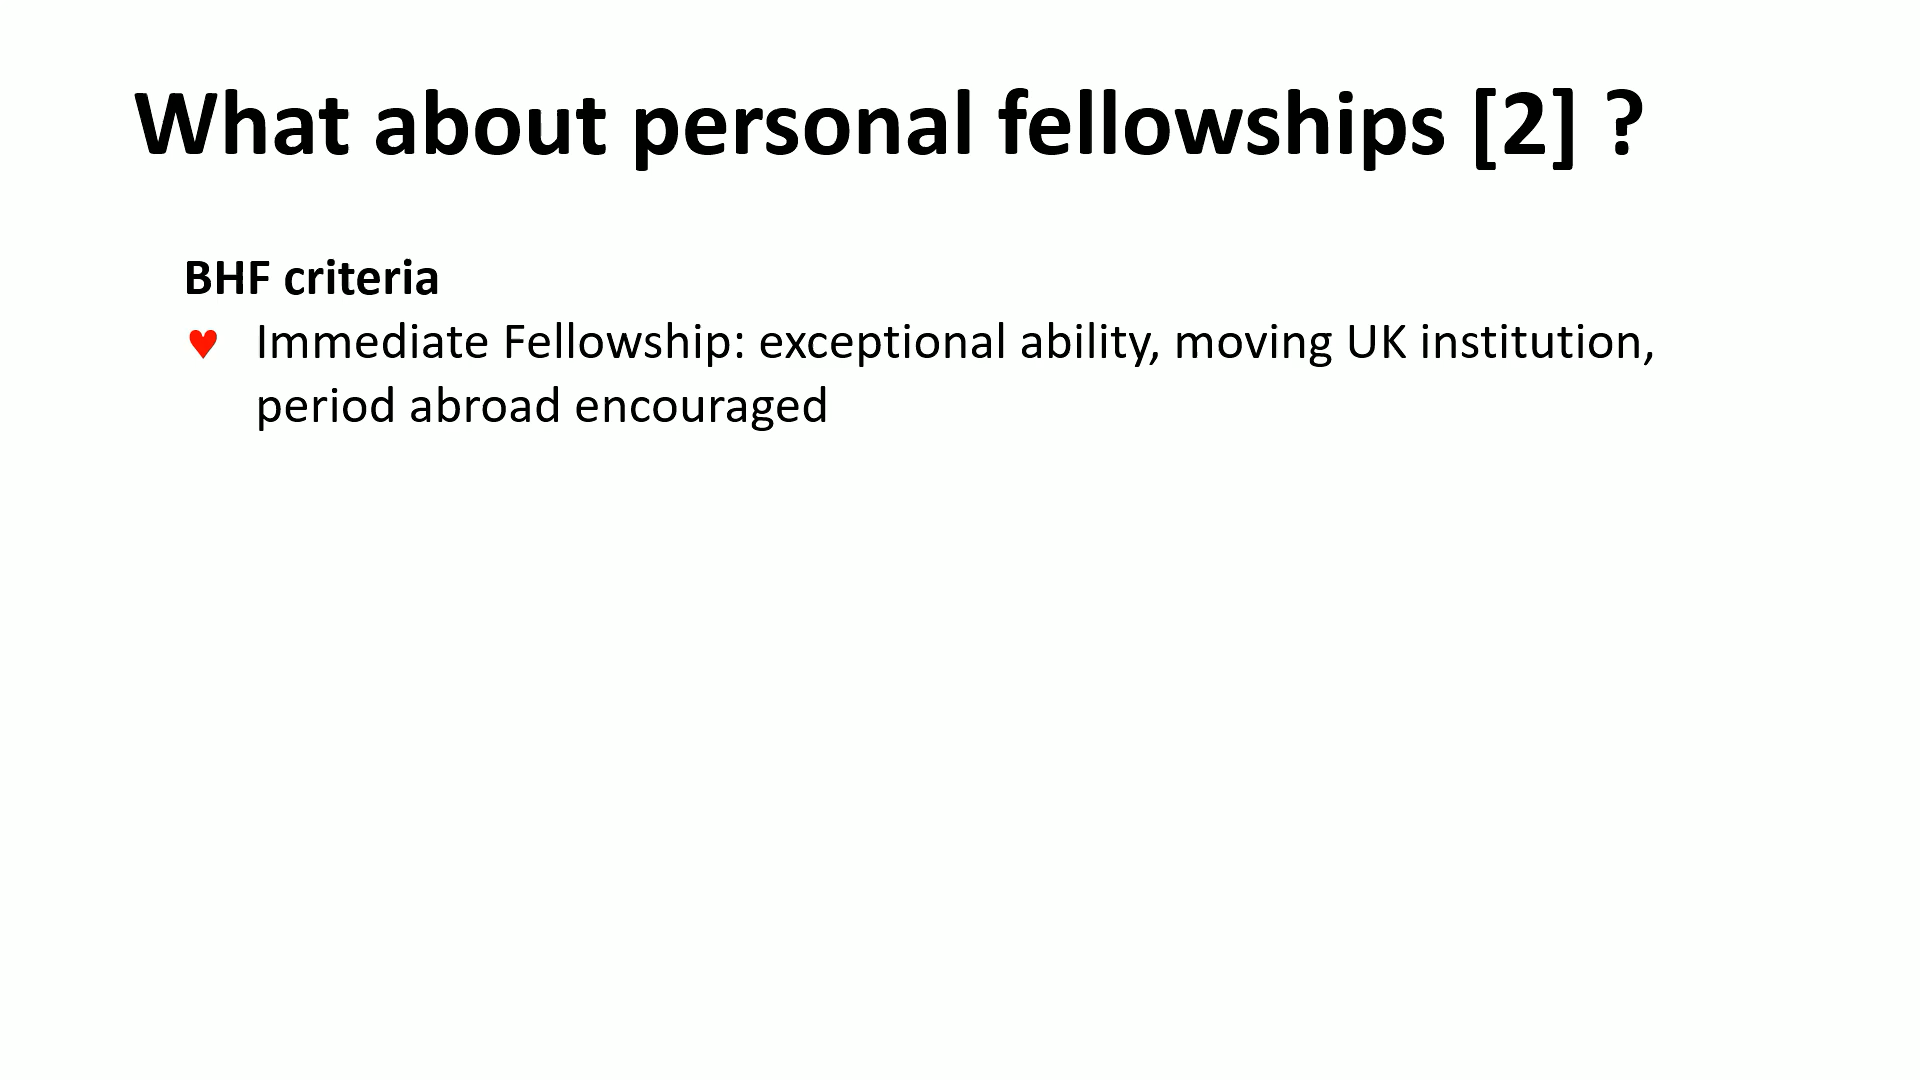 What about personal fellowships [2] ?
BHF criteria
♥ Immediate Fellowship: exceptional ability, moving UK institution,
period abroad encouraged